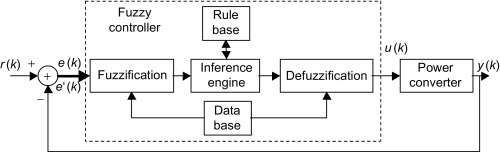 Fuzzy
controller
Rule
base
r(k)
+
e(k)
e'(k)
−
Fuzzification
Inference
engine
Defuzzification
u(k)
Power
converter
y(k)
Data
base